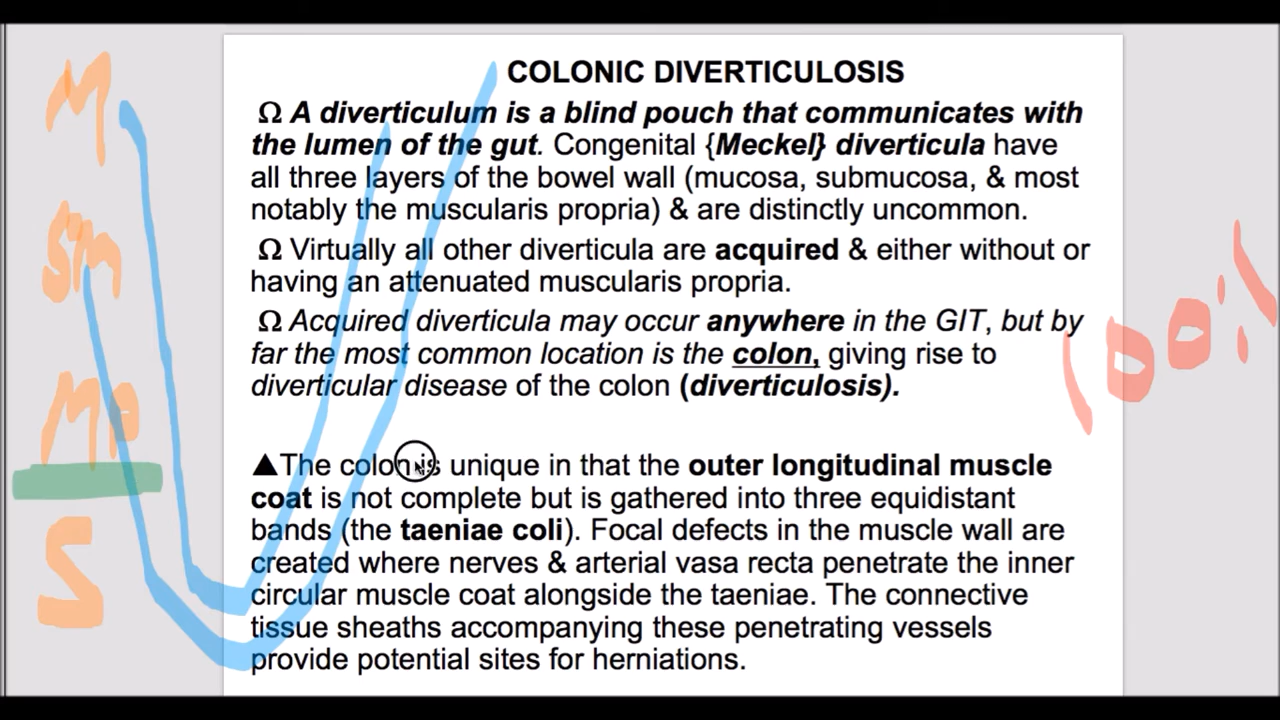 COLONIC DIVERTICULOSIS
Ω A diverticulum is a blind pouch that communicates with
the lumen of the gut. Congenital {Meckel} diverticula have
all three layers of the bowel wall (mucosa, submucosa, & most
notably the muscularis propria) & are distinctly uncommon.
Ω Virtually all other diverticula are acquired & either without or
having an attenuated muscularis propria.
Ω Acquired diverticula may occur anywhere in the GIT, but by
far the most common location is the colon, giving rise to
diverticular disease of the colon (diverticulosis).
▲The colon is unique in that the outer longitudinal muscle
coat is not complete but is gathered into three equidistant
bands (the taeniae coli). Focal defects in the muscle wall are
created where nerves & arterial vasa recta penetrate the inner
circular muscle coat alongside the taeniae. The connective
tissue sheaths accompanying these penetrating vessels
provide potential sites for herniations.
M
SM
MP
S
100%